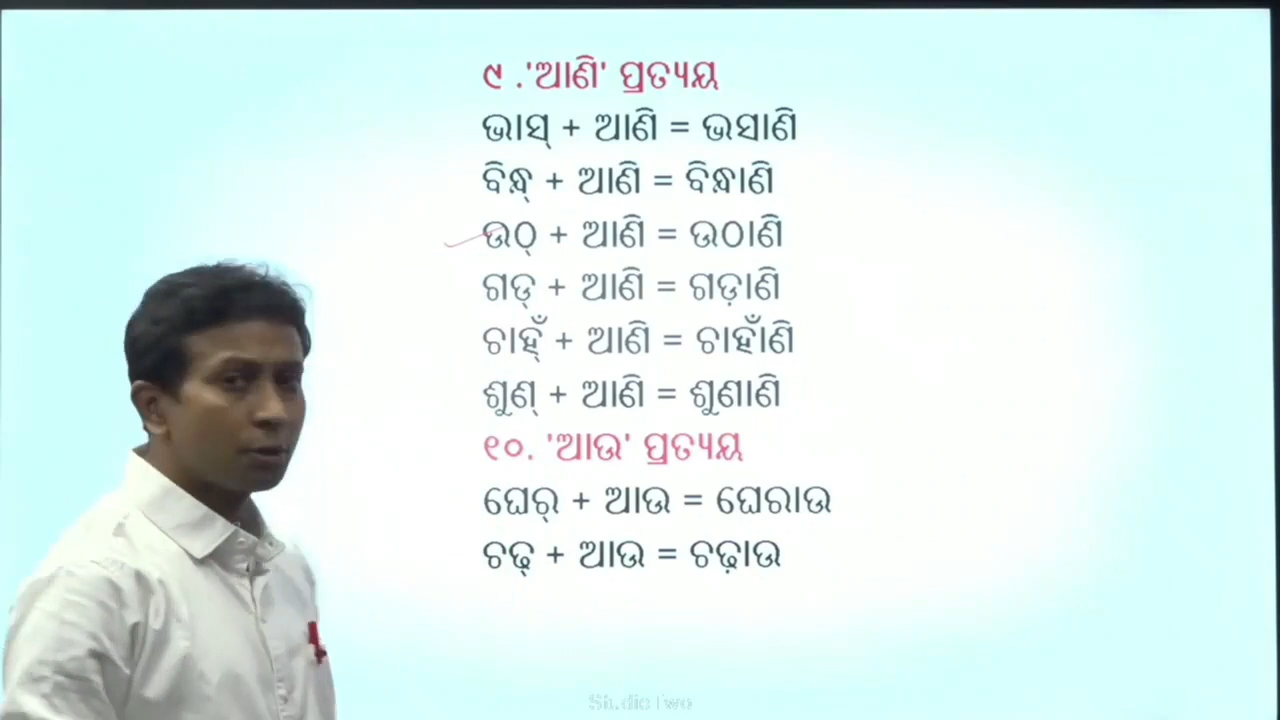 ୯ .'ଆଣି' ପ୍ରତ୍ୟୟ
ଭାସ୍ + ଆଣି = ଭସାଣି
ବିନ୍ଧ୍ + ଆଣି = ବିନ୍ଧାଣି
ଉଠ୍ + ଆଣି = ଉଠାଣି
ଗଡ୍ + ଆଣି = ଗଡ଼ାଣି
ଚାହିଁ୍ + ଆଣି = ଚାହାଁଣି
ଶୁଣ୍ + ଆଣି = ଶୁଣାଣି
୧୦. 'ଆଉ' ପ୍ରତ୍ୟୟ
ଘେର୍ + ଆଉ = ଘେରାଉ
ଚଢ୍ + ଆଉ = ଚଢ଼ାଉ